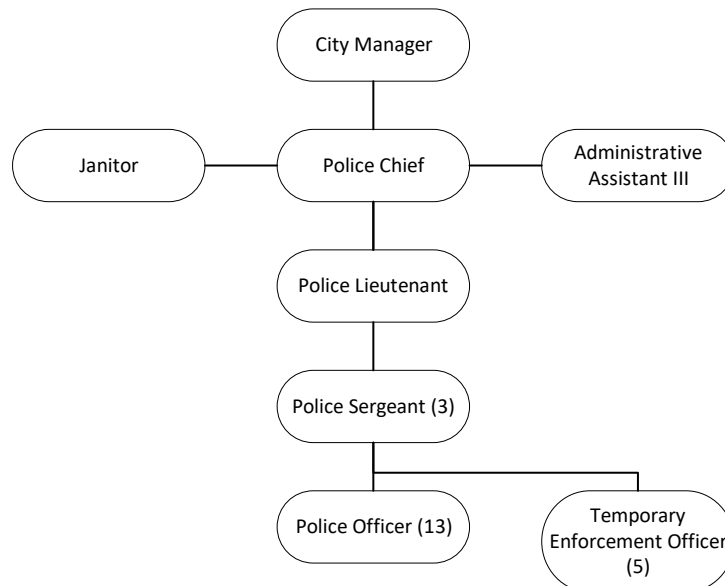 City Manager
Janitor
Police Chief
Administrative
Assistant III
Police Lieutenant
Police Sergeant (3)
Police Officer (13)
Temporary
Enforcement Officer
(5)